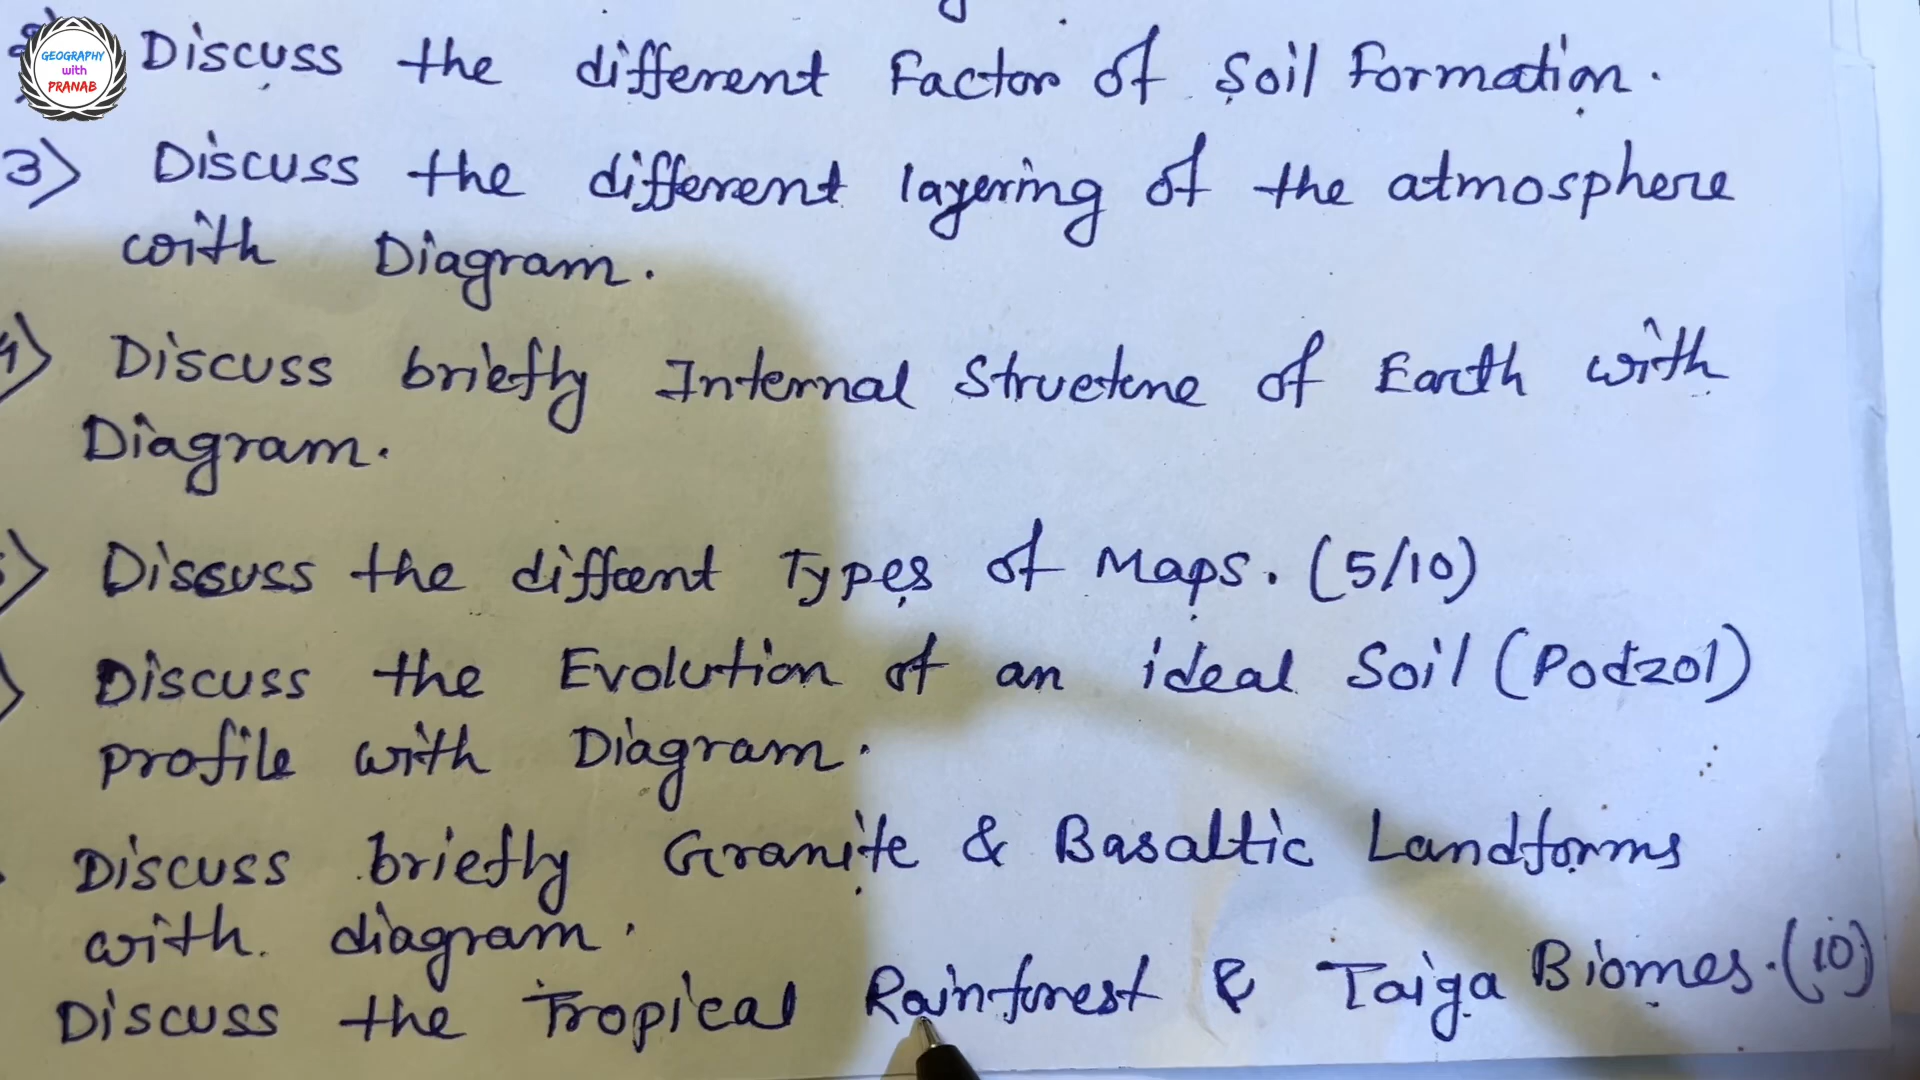 GEOGRAPHY
with
PRANAB
Discuss the different Factor of Soil Formation.
3) Discuss the different layering of the atmosphere
with Diagram.
4) Discuss briefly Internal Structure of Earth with
Diagram.
Discuss the diffeent Types of Maps. (5/10)
Discuss the Evolution of an ideal Soil (Podzol)
profile with Diagram.
Discuss briefly Granite & Basaltic Landforms
with diagram.
Discuss the Tropical Rainforest & Taiga Biomes. (10)